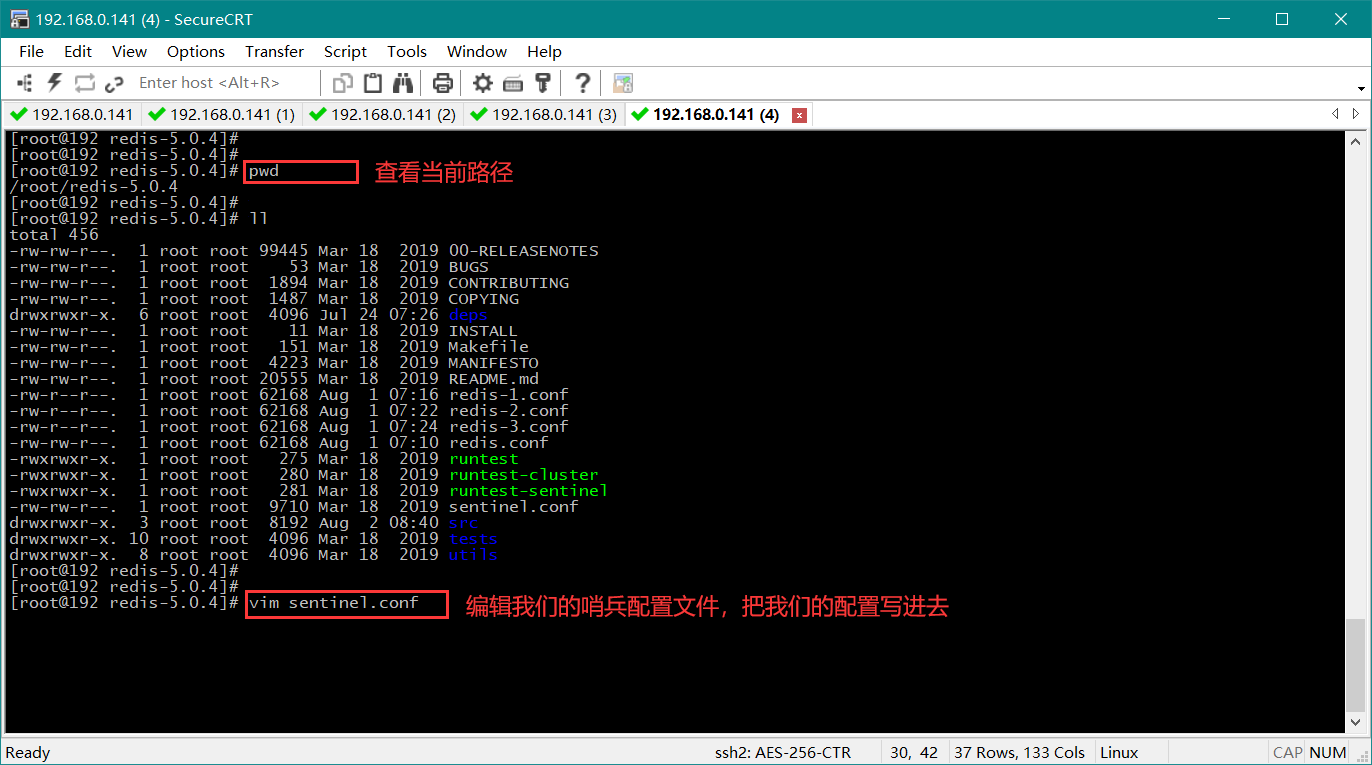 192.168.0.141 (4) - SecureCRT
File Edit View Options Transfer Script Tools Window Help
Enter host <Alt+R>
192.168.0.141 192.168.0.141 (1) 192.168.0.141 (2) 192.168.0.141 (3) 192.168.0.141 (4)
[root@192 redis-5.0.4]#
[root@192 redis-5.0.4]#
[root@192 redis-5.0.4]# pwd 查看当前路径
/root/redis-5.0.4
[root@192 redis-5.0.4]#
[root@192 redis-5.0.4]# ll
total 456
-rw-rw-r--. 1 root root 99445 Mar 18 2019 00-RELEASENOTES
-rw-rw-r--. 1 root root 53 Mar 18 2019 BUGS
-rw-rw-r--. 1 root root 1894 Mar 18 2019 CONTRIBUTING
-rw-rw-r--. 1 root root 1487 Mar 18 2019 COPYING
drwxrwxr-x. 6 root root 4096 Jul 24 07:26 deps
-rw-rw-r--. 1 root root 11 Mar 18 2019 INSTALL
-rw-rw-r--. 1 root root 151 Mar 18 2019 Makefile
-rw-rw-r--. 1 root root 4223 Mar 18 2019 MANIFESTO
-rw-rw-r--. 1 root root 20555 Mar 18 2019 README.md
-rw-r--r--. 1 root root 62168 Aug 1 07:16 redis-1.conf
-rw-r--r--. 1 root root 62168 Aug 1 07:22 redis-2.conf
-rw-r--r--. 1 root root 62168 Aug 1 07:24 redis-3.conf
-rw-rw-r--. 1 root root 62168 Aug 1 07:10 redis.conf
-rwxrwxr-x. 1 root root 275 Mar 18 2019 runtest
-rwxrwxr-x. 1 root root 280 Mar 18 2019 runtest-cluster
-rwxrwxr-x. 1 root root 281 Mar 18 2019 runtest-sentinel
-rw-rw-r--. 1 root root 9710 Mar 18 2019 sentinel.conf
drwxrwxr-x. 3 root root 8192 Aug 2 08:40 src
drwxrwxr-x. 10 root root 4096 Mar 18 2019 tests
drwxrwxr-x. 8 root root 4096 Mar 18 2019 utils
[root@192 redis-5.0.4]#
[root@192 redis-5.0.4]#
[root@192 redis-5.0.4]# vim sentinel.conf 编辑我们的哨兵配置文件，把我们的配置写进去
Ready ssh2: AES-256-CTR 30, 42 37 Rows, 133 Cols Linux CAP NUM